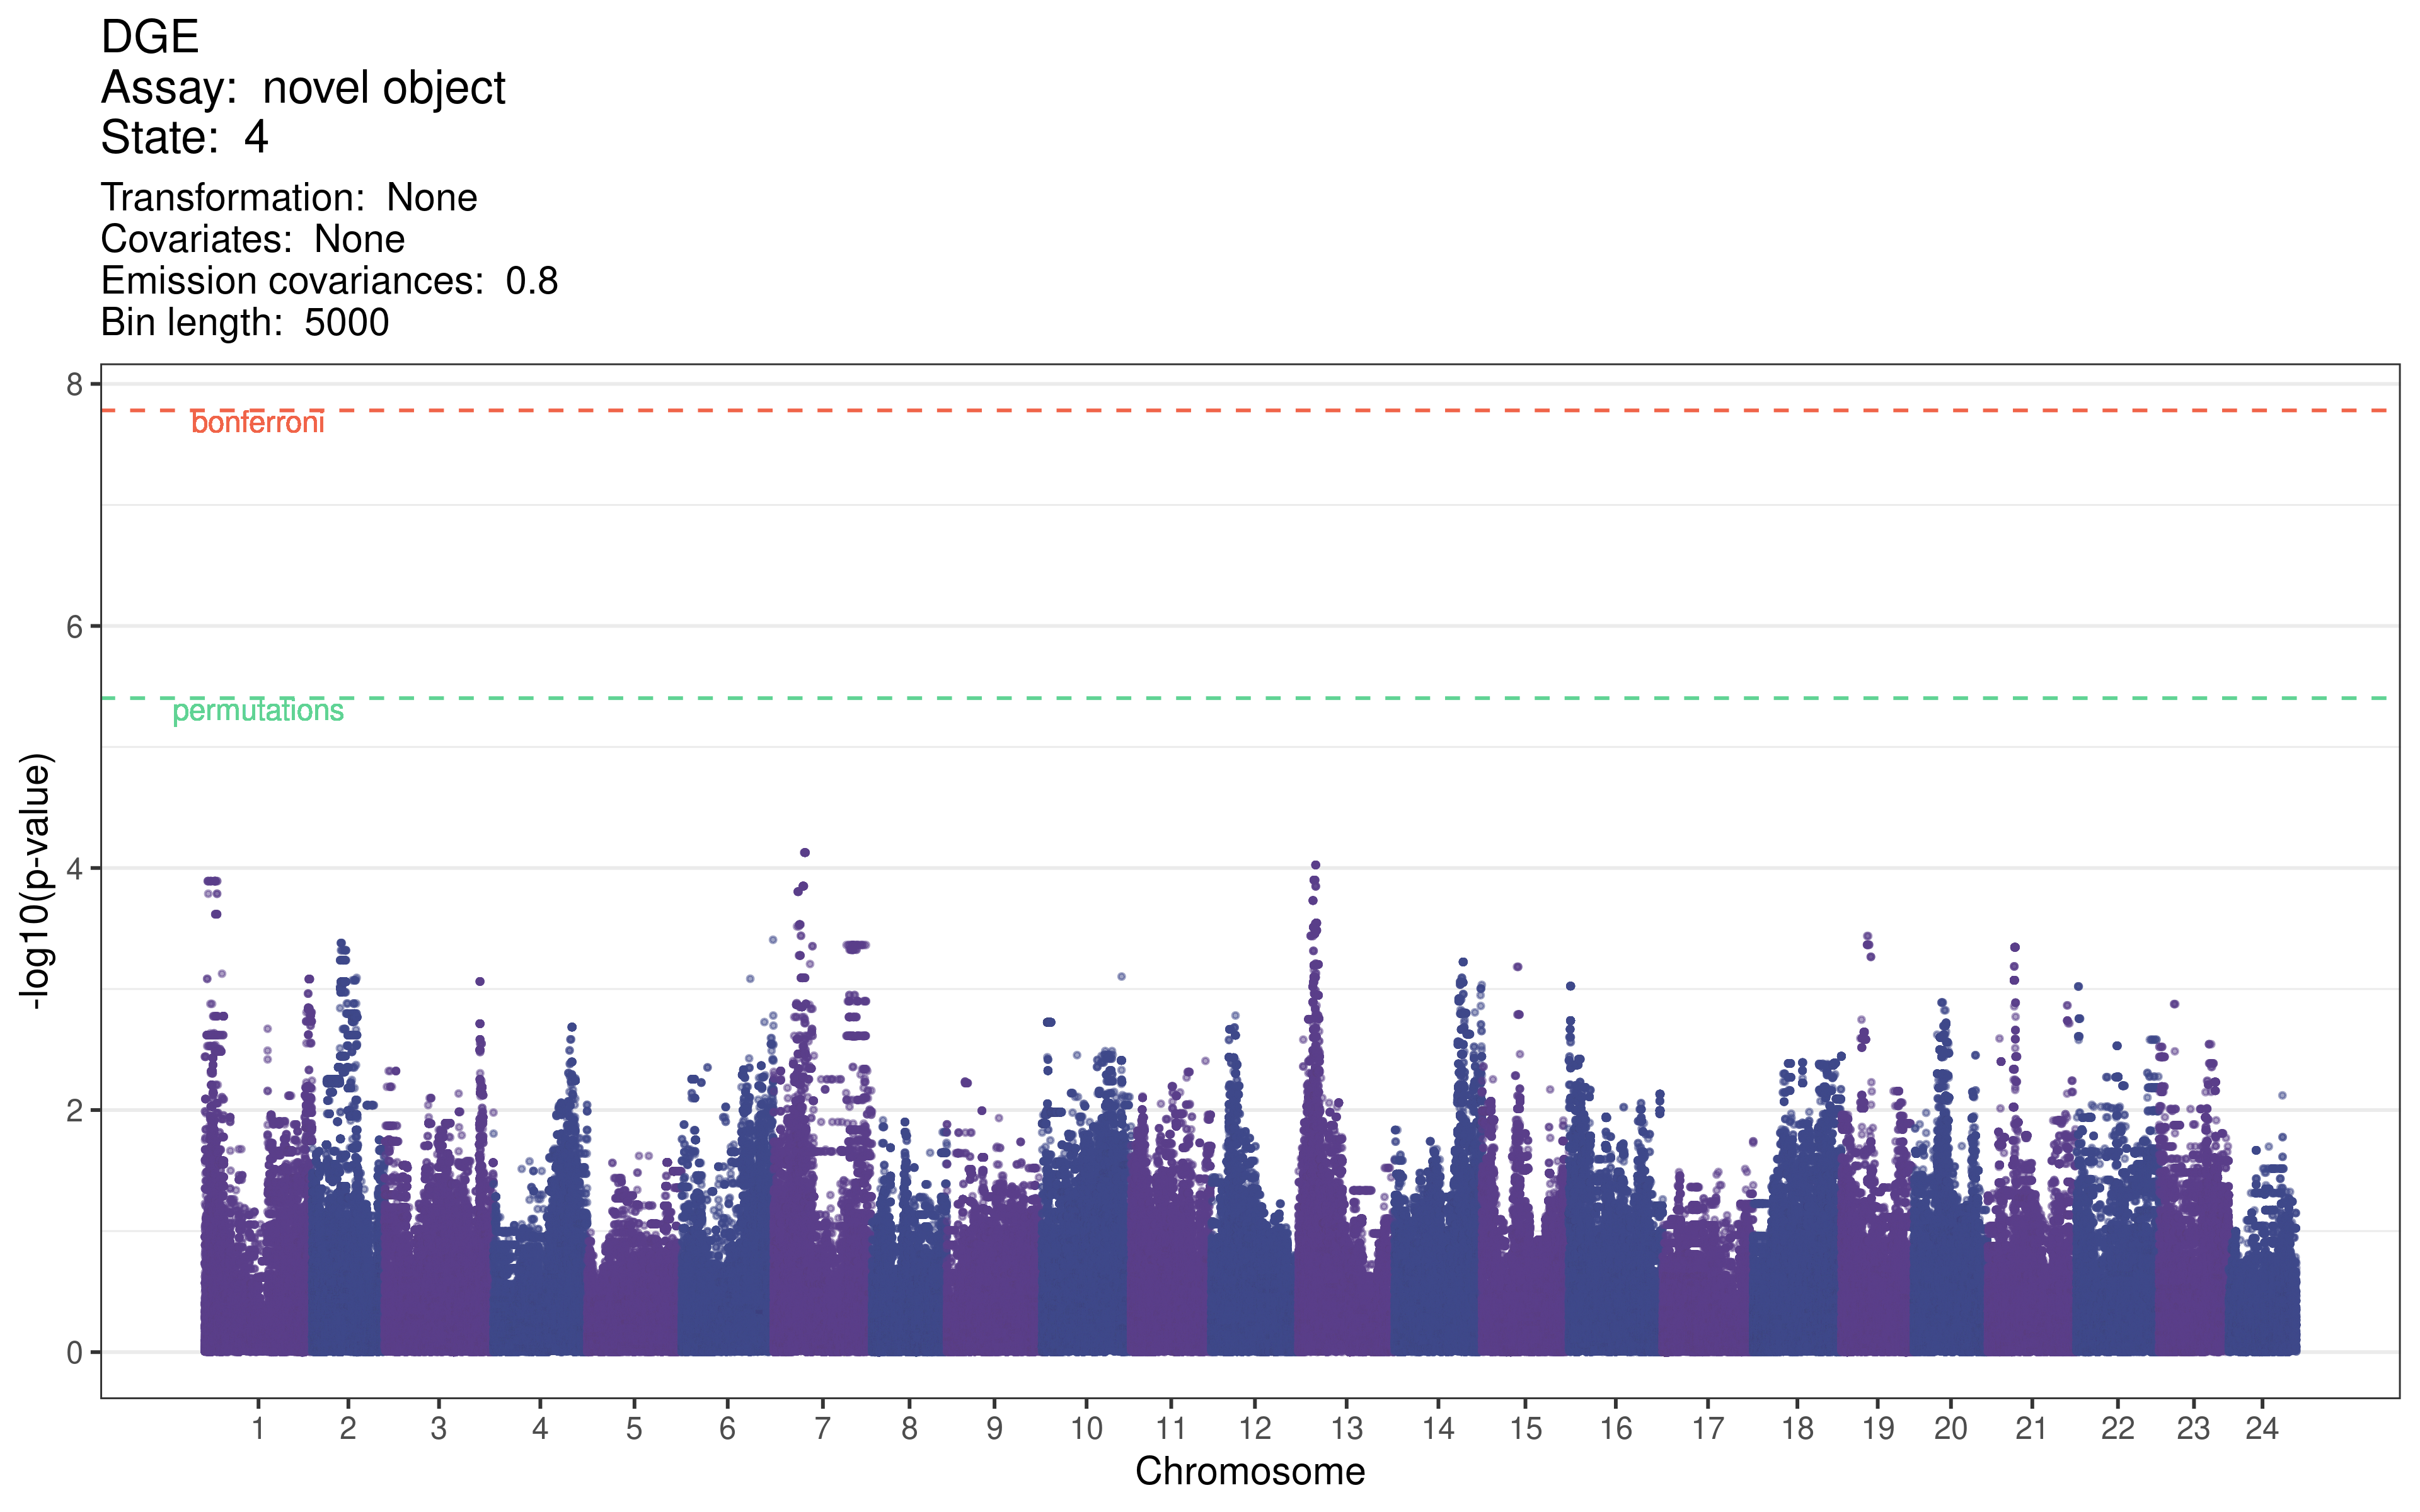 DGE
Assay:  novel object
State:  4
Transformation:  None
Covariates:  None
Emission covariances:  0.8
Bin length:  5000
8
bonferroni
6
permutations
4
2
0
-log10(p-value)
1 2 3 4 5 6 7 8 9 10 11 12 13 14 15 16 17 18 19 20 21 22 23 24
Chromosome